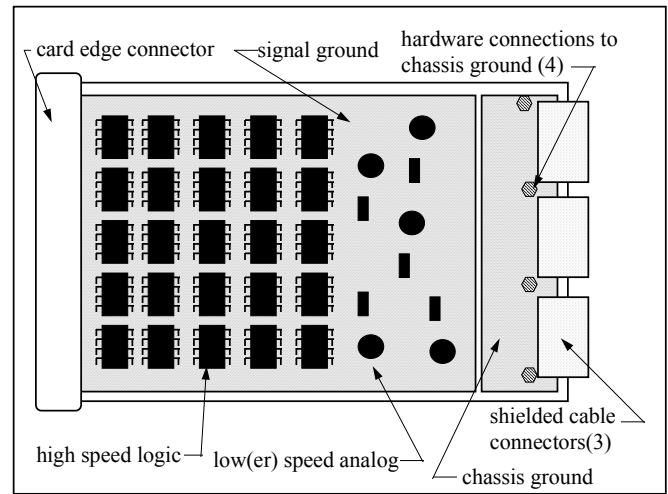 card edge connector
signal ground
hardware connections to
chassis ground (4)
high speed logic
low(er) speed analog
shielded cable
connectors(3)
chassis ground